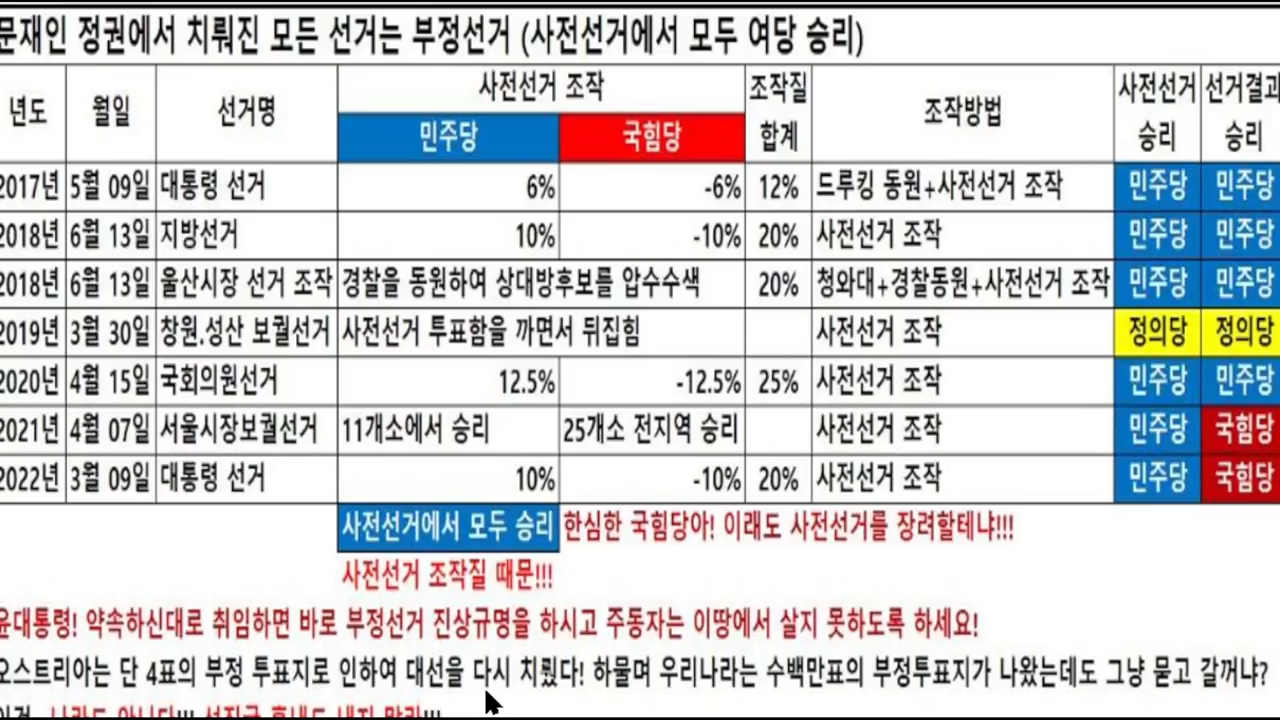 문재인 정권에서 치뤄진 모든 선거는 부정선거 (사전선거에서 모두 여당 승리)
년도 월일 선거명 사전선거 조작 조작질 합계 조작방법 사전선거 승리 선거결과 승리
민주당 국힘당
2017년 5월 09일 대통령 선거 6% -6% 12% 드루킹 동원+사전선거 조작 민주당 민주당
2018년 6월 13일 지방선거 10% -10% 20% 사전선거 조작 민주당 민주당
2018년 6월 13일 울산시장 선거 조작 경찰을 동원하여 상대방후보를 압수수색 20% 청와대+경찰동원+사전선거 조작 민주당 민주당
2019년 3월 30일 창원.성산 보궐선거 사전선거 투표함을 까면서 뒤집힘 사전선거 조작 정의당 정의당
2020년 4월 15일 국회의원선거 12.5% -12.5% 25% 사전선거 조작 민주당 민주당
2021년 4월 07일 서울시장보궐선거 11개소에서 승리 25개소 전지역 승리 사전선거 조작 민주당 국힘당
2022년 3월 09일 대통령 선거 10% -10% 20% 사전선거 조작 민주당 국힘당
사전선거에서 모두 승리 한심한 국힘당아! 이래도 사전선거를 장려할테냐!!!
사전선거 조작질 때문!!!
윤대통령! 약속하신대로 취임하면 바로 부정선거 진상규명을 하시고 주동자는 이땅에서 살지 못하도록 하세요!
오스트리아는 단 4표의 부정 투표지로 인하여 대선을 다시 치뤘다! 하물며 우리나라는 수백만표의 부정투표지가 나왔는데도 그냥 묻고 갈꺼냐?